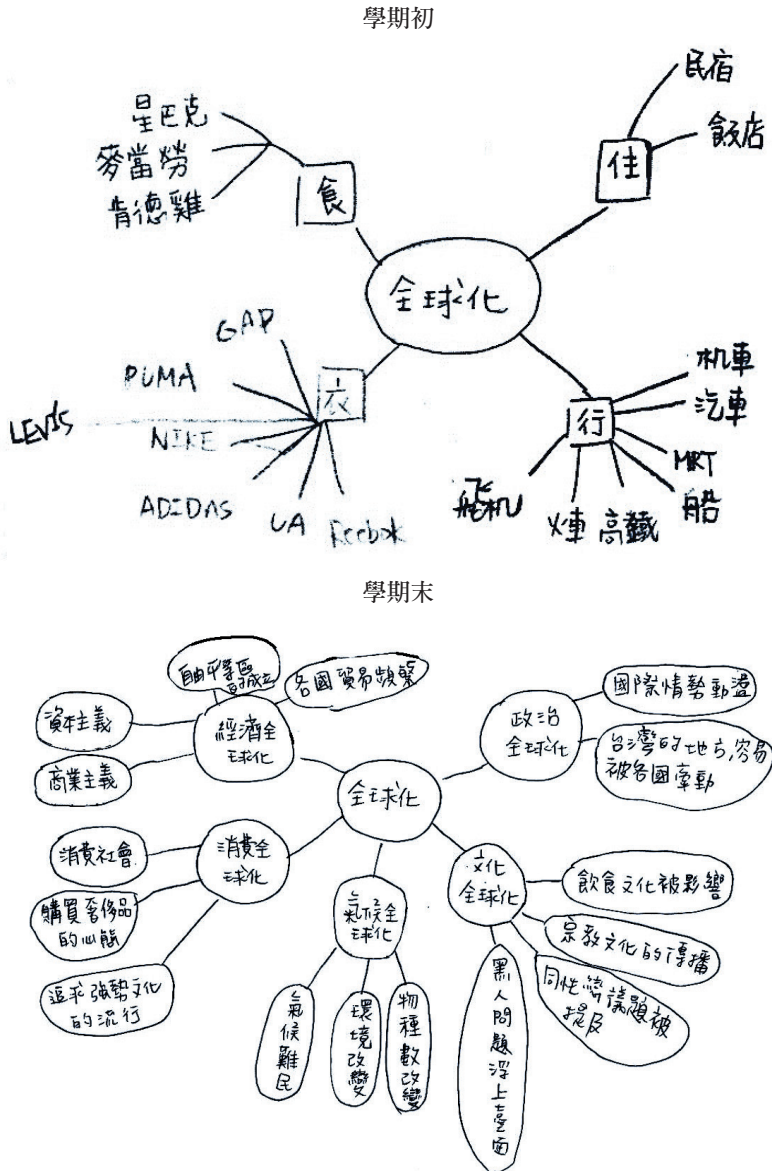 學期初
星巴克
麥當勞
肯德雞
食
民宿
飯店
住
全球化
GAP
PUMA
LEVIS
NIKE
ADIDAS
UA
Reebok
衣
行
机車
汽車
MRT
船
高鐵
火車
飛机
學期末
自由平等區
的成立
各國貿易頻繁
資本主義
商業主義
經濟全
球化
政治
全球化
國際情勢動盪
台灣的地方,容易
被各國牽動
全球化
消費社會
購買奢侈品
的心態
追求強勢文化
的流行
消費全
球化
氣候全
球化
氣候難民
環境改變
物種數改變
文化
全球化
飲食文化被影響
宗教文化的傳播
同性戀議題被
提及
黑人問題浮上臺面